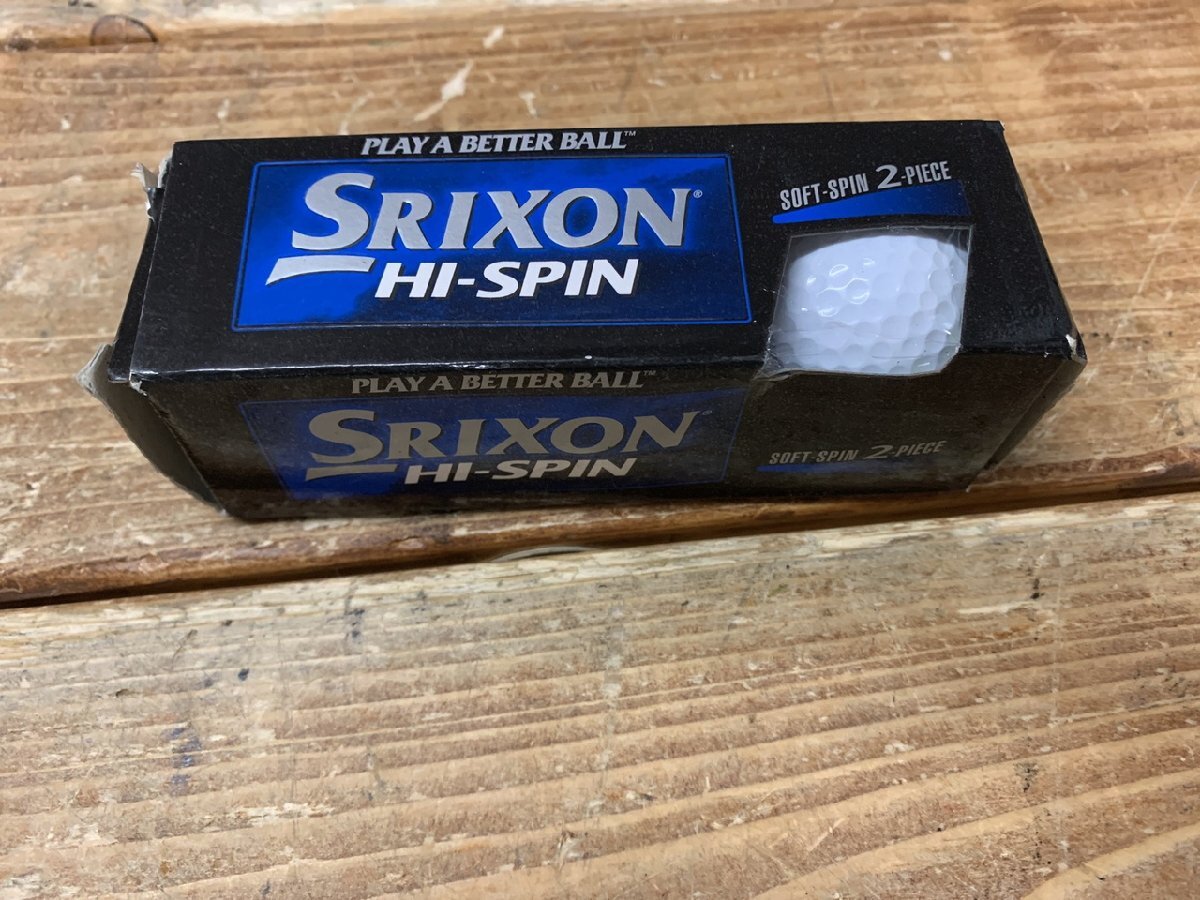 PLAY A BETTER BALL™
SRIXON®
HI-SPIN
SOFT-SPIN 2-PIECE
PLAY A BETTER BALL™
SRIXON®
HI-SPIN
SOFT-SPIN 2-PIECE